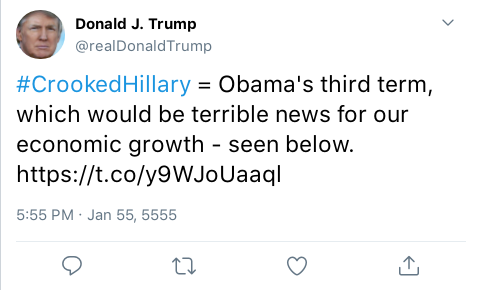 Donald J. Trump
@realDonaldTrump
#CrookedHillary = Obama's third term,
which would be terrible news for our
economic growth - seen below.
https://t.co/y9WJoUaaqI
5:55 PM · Jan 55, 5555